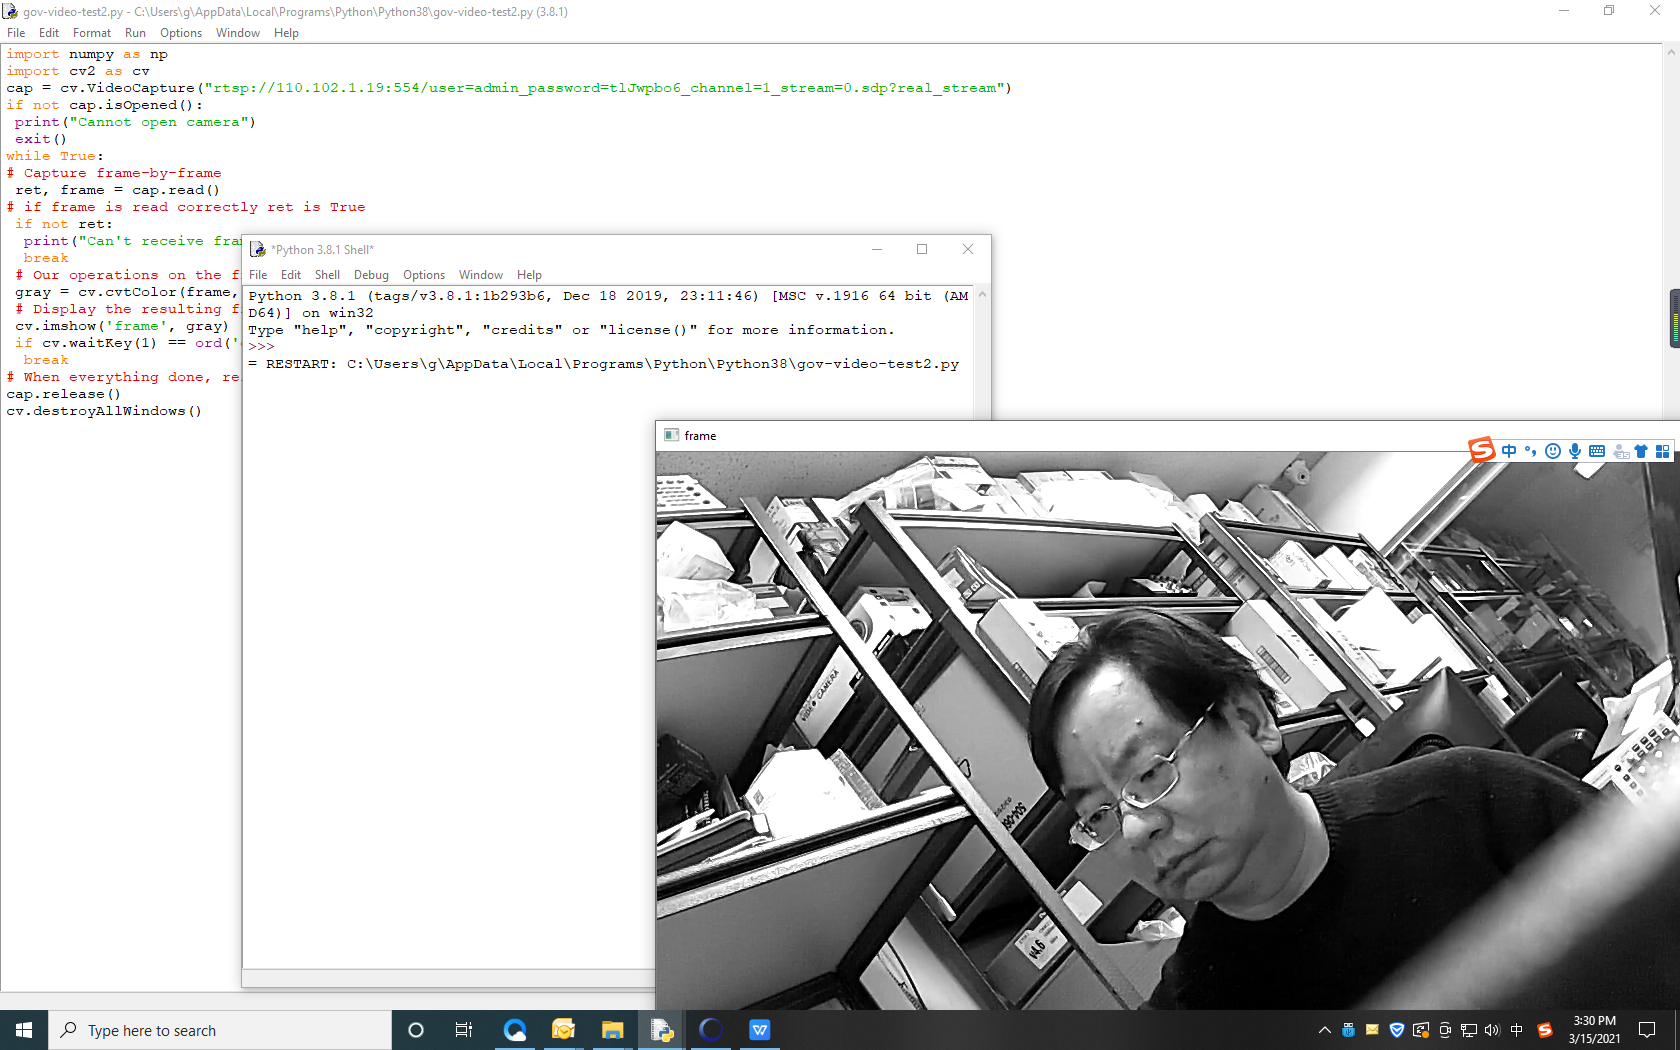 gov-video-test2.py - C:\Users\g\AppData\Local\Programs\Python\Python38\gov-video-test2.py (3.8.1)
File Edit Format Run Options Window Help
import numpy as np
import cv2 as cv
cap = cv.VideoCapture("rtsp://110.102.1.19:554/user=admin_password=tlJwpbo6_channel=1_stream=0.sdp?real_stream")
if not cap.isOpened():
print("Cannot open camera")
exit()
while True:
# Capture frame-by-frame
ret, frame = cap.read()
# if frame is read correctly ret is True
if not ret:
print("Can't receive fra
break
# Our operations on the f
gray = cv.cvtColor(frame,
# Display the resulting f
cv.imshow('frame', gray)
if cv.waitKey(1) == ord('
break
# When everything done, re
cap.release()
cv.destroyAllWindows()
*Python 3.8.1 Shell*
File Edit Shell Debug Options Window Help
Python 3.8.1 (tags/v3.8.1:1b293b6, Dec 18 2019, 23:11:46) [MSC v.1916 64 bit (AM
D64)] on win32
Type "help", "copyright", "credits" or "license()" for more information.
>>>
= RESTART: C:\Users\g\AppData\Local\Programs\Python\Python38\gov-video-test2.py
frame
中
VIDEO CAMERA
¥4.6
Type here to search
中
3:30 PM
3/15/2021